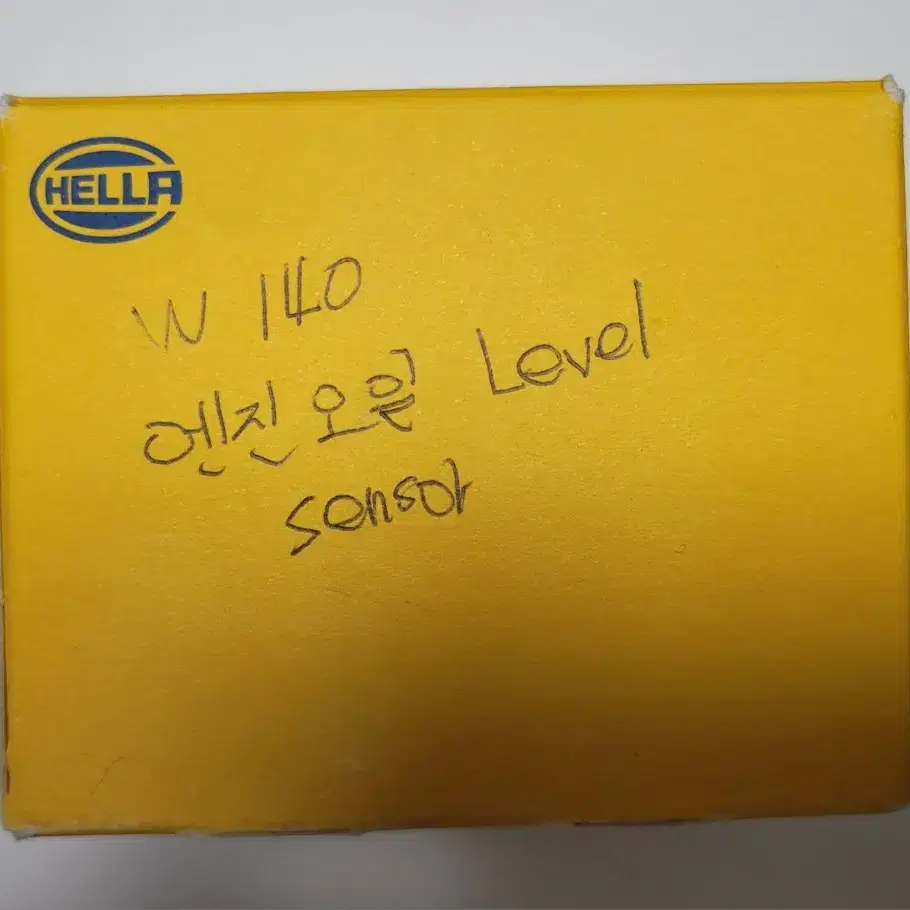 HELLA
W 140
엔진오일 Level
sensor